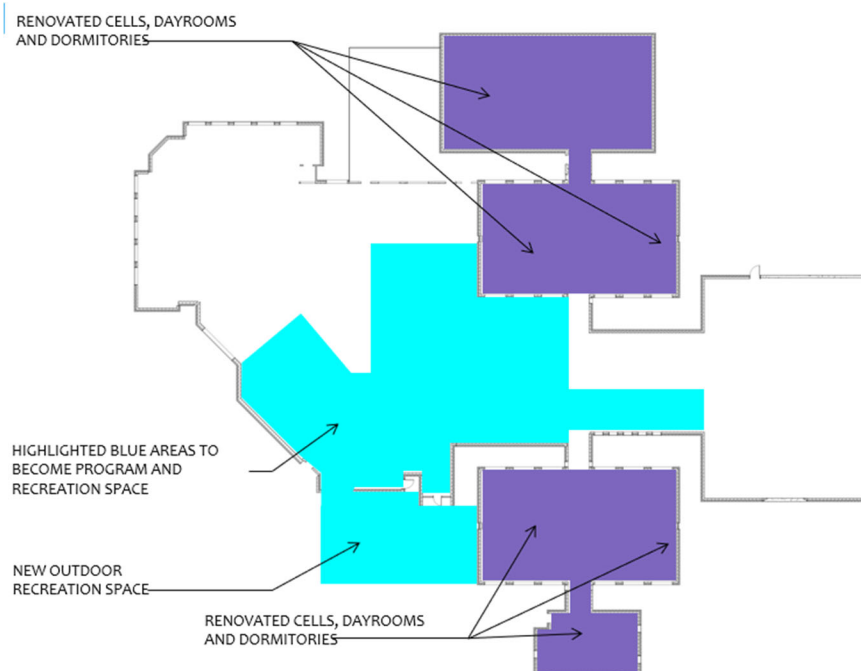 RENOVATED CELLS, DAYROOMS
AND DORMITORIES
HIGHLIGHTED BLUE AREAS TO
BECOME PROGRAM AND
RECREATION SPACE
NEW OUTDOOR
RECREATION SPACE
RENOVATED CELLS, DAYROOMS
AND DORMITORIES